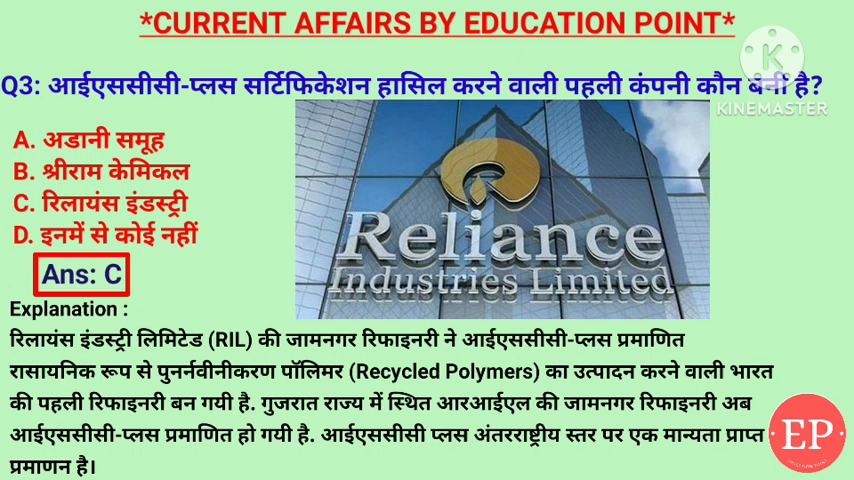 *CURRENT AFFAIRS BY EDUCATION POINT*
Q3: आईएससीसी-प्लस सर्टिफिकेशन हासिल करने वाली पहली कंपनी कौन बनी है?
K
KINEMASTER
A. अडानी समूह
B. श्रीराम केमिकल
C. रिलायंस इंडस्ट्री
D. इनमें से कोई नहीं
Ans: C
Reliance
Industries Limited
Explanation :
रिलायंस इंडस्ट्री लिमिटेड (RIL) की जामनगर रिफाइनरी ने आईएससीसी-प्लस प्रमाणित
रासायनिक रूप से पुनर्नवीनीकरण पॉलिमर (Recycled Polymers) का उत्पादन करने वाली भारत
की पहली रिफाइनरी बन गयी है. गुजरात राज्य में स्थित आरआईएल की जामनगर रिफाइनरी अब
आईएससीसी-प्लस प्रमाणित हो गयी है. आईएससीसी प्लस अंतरराष्ट्रीय स्तर पर एक मान्यता प्राप्त
प्रमाणन है।
EP